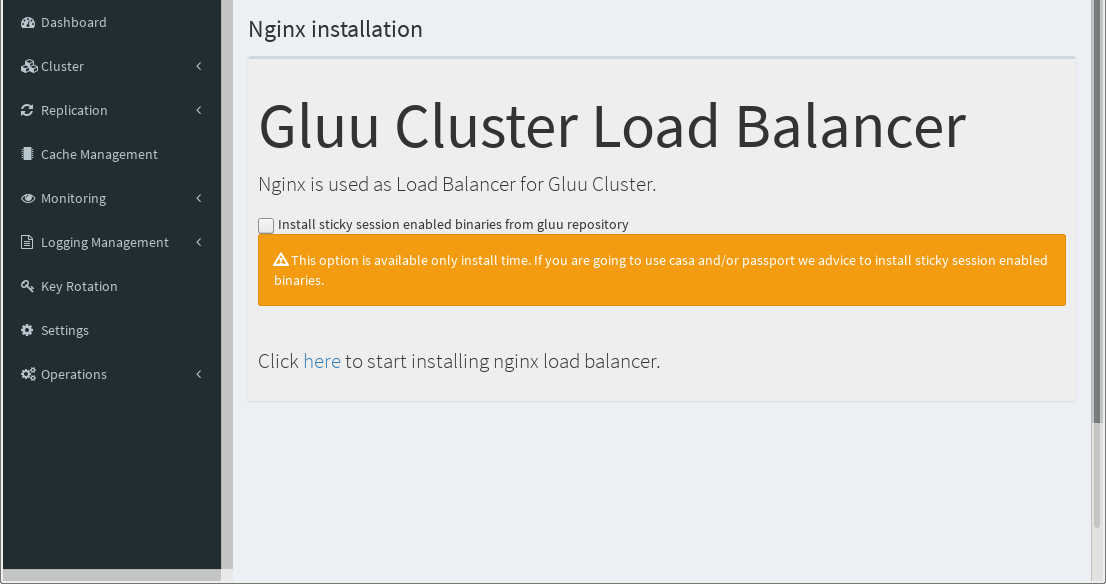 Dashboard
Cluster
Replication
Cache Management
Monitoring
Logging Management
Key Rotation
Settings
Operations
Nginx installation
Gluu Cluster Load Balancer
Nginx is used as Load Balancer for Gluu Cluster.
Install sticky session enabled binaries from gluu repository
This option is available only install time. If you are going to use casa and/or passport we advice to install sticky session enabled
binaries.
Click here to start installing nginx load balancer.